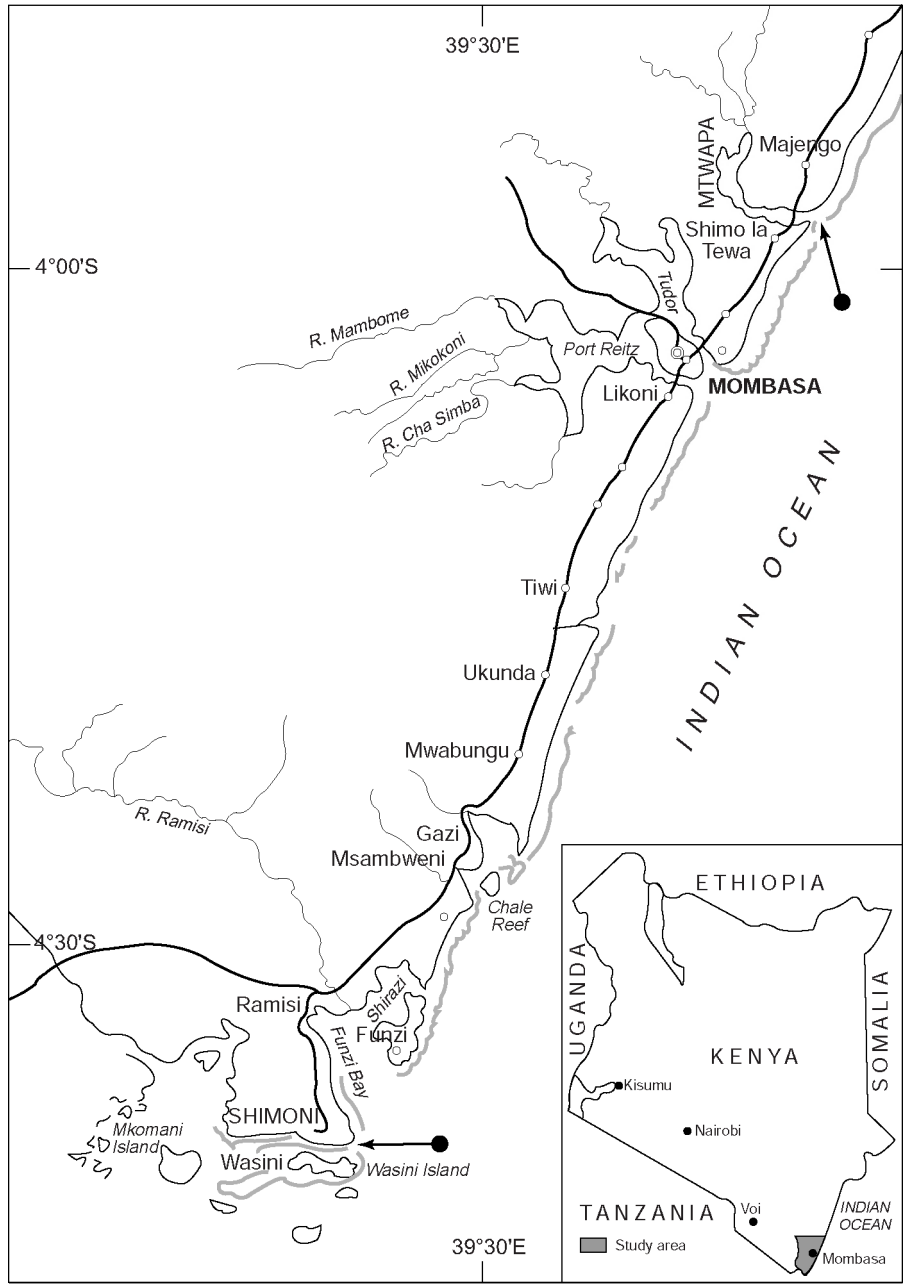 39°30'E
MTWAPA
Majengo
Shimo la
Tewa
4°00'S
Tudor
R. Mambome
R. Mikokoni
Port Reitz
R. Cha Simba
Likoni
MOMBASA
INDIAN OCEAN
Tiwi
Ukunda
Mwabungu
R. Ramisi
Gazi
Msambweni
Chale
Reef
4°30'S
Ramisi
Shirazi
Funzi
Funzi Bay
SHIMONI
Mkomani
Island
Wasini
Wasini Island
39°30'E
ETHIOPIA
UGANDA
SOMALIA
KENYA
Kisumu
Nairobi
Voi
TANZANIA
INDIAN
OCEAN
Study area
Mombasa